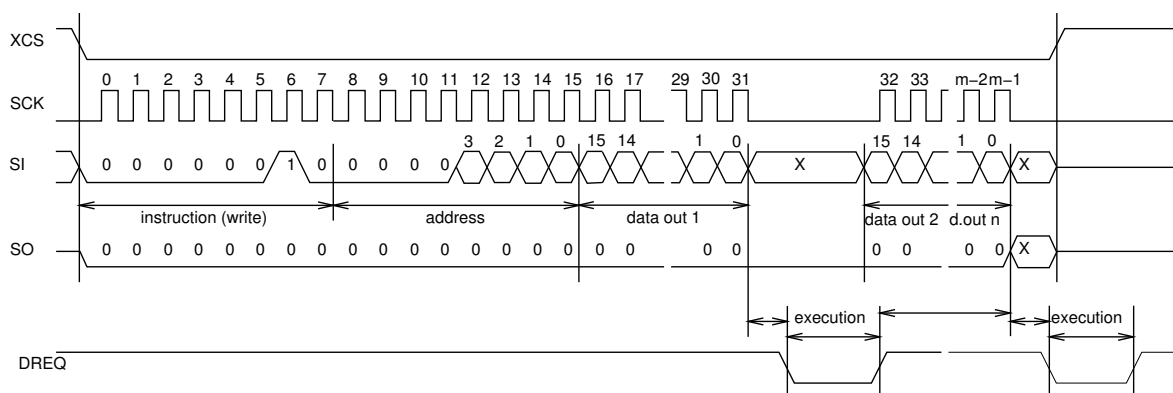 XCS
0 1 2 3 4 5 6 7 8 9 10 11 12 13 14 15 16 17 29 30 31 32 33 m−2 m−1
SCK
3 2 1 0 15 14 1 0 15 14 1 0
SI 0 0 0 0 0 0 1 0 0 0 0 0 X X
instruction (write) address data out 1 data out 2 d.out n
SO 0 0 0 0 0 0 0 0 0 0 0 0 0 0 0 0 0 0 0 0 0 0 0 0 X
execution execution
DREQ